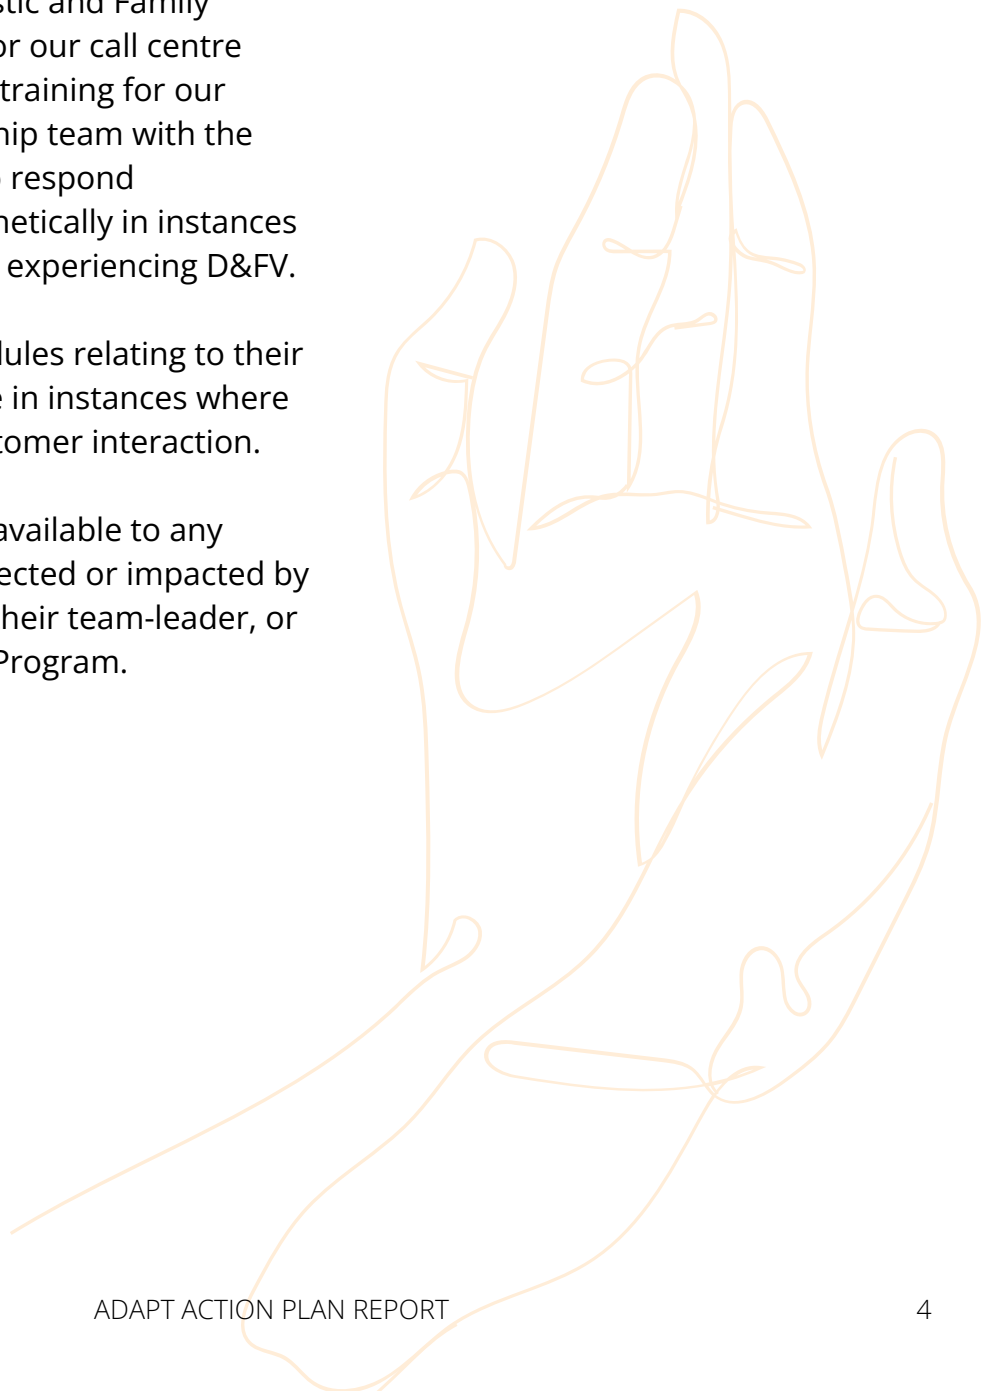 stic and Family
or our call centre
training for our
hip team with the
o respond
hetically in instances
experiencing D&FV.
dules relating to their
e in instances where
tomer interaction.
available to any
ected or impacted by
their team-leader, or
Program.
ADAPT ACTION PLAN REPORT
4